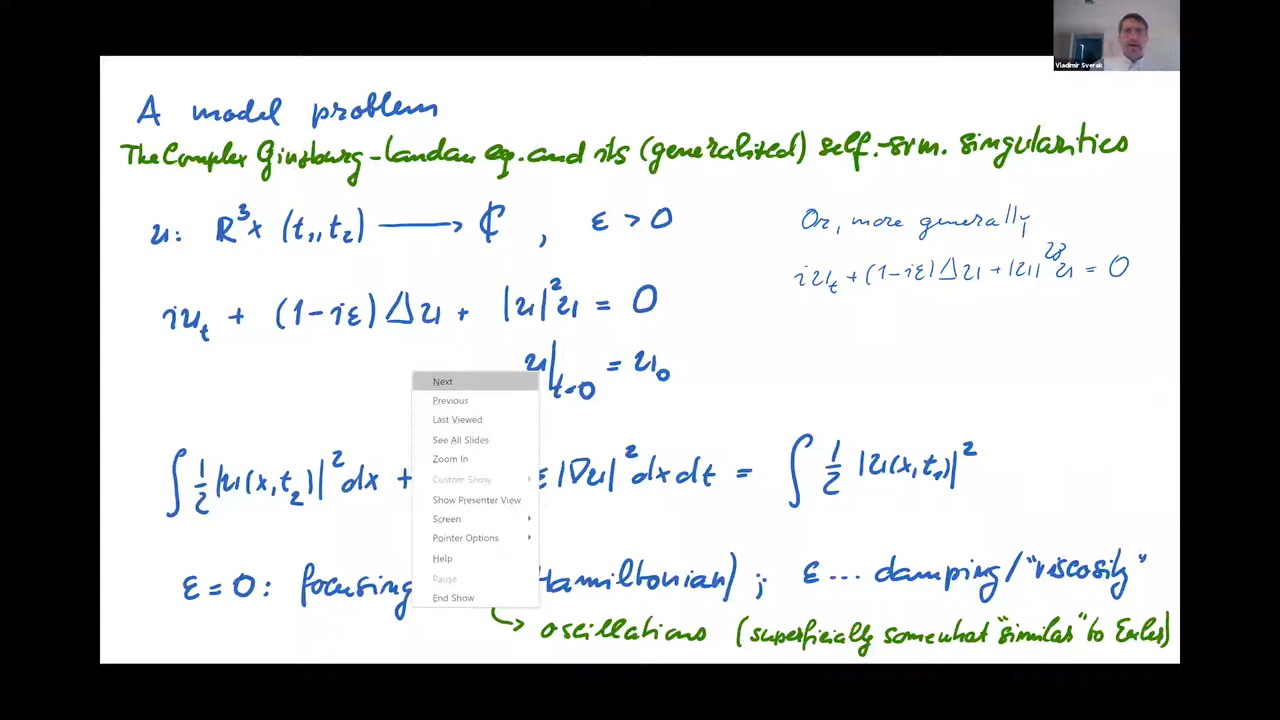 Vladimir Sverak
A model problem
The Complex Ginzburg-Landau eq. and its (generalized) self.-sym. singularities
u: R³ × (t₁, t₂) ⟶ ℂ, ε > 0
Or, more generally
iu_t + (1-iε) Δu + |u|^{2σ} u = 0
iu_t + (1-iε) Δu + |u|² u = 0
u|_{t=0} = u₀
∫ ½ |u(x,t₂)|² dx + ε |∇u|² dx dt = ∫ ½ |u(x,t₁)|²
ε = 0: focusing Hamiltonian) ; ε ... damping/"viscosity"
↳ oscillations (superficially somewhat "similar" to Euler)
Next
Previous
Last Viewed
See All Slides
Zoom In
Custom Show
Show Presenter View
Screen
Pointer Options
Help
Pause
End Show